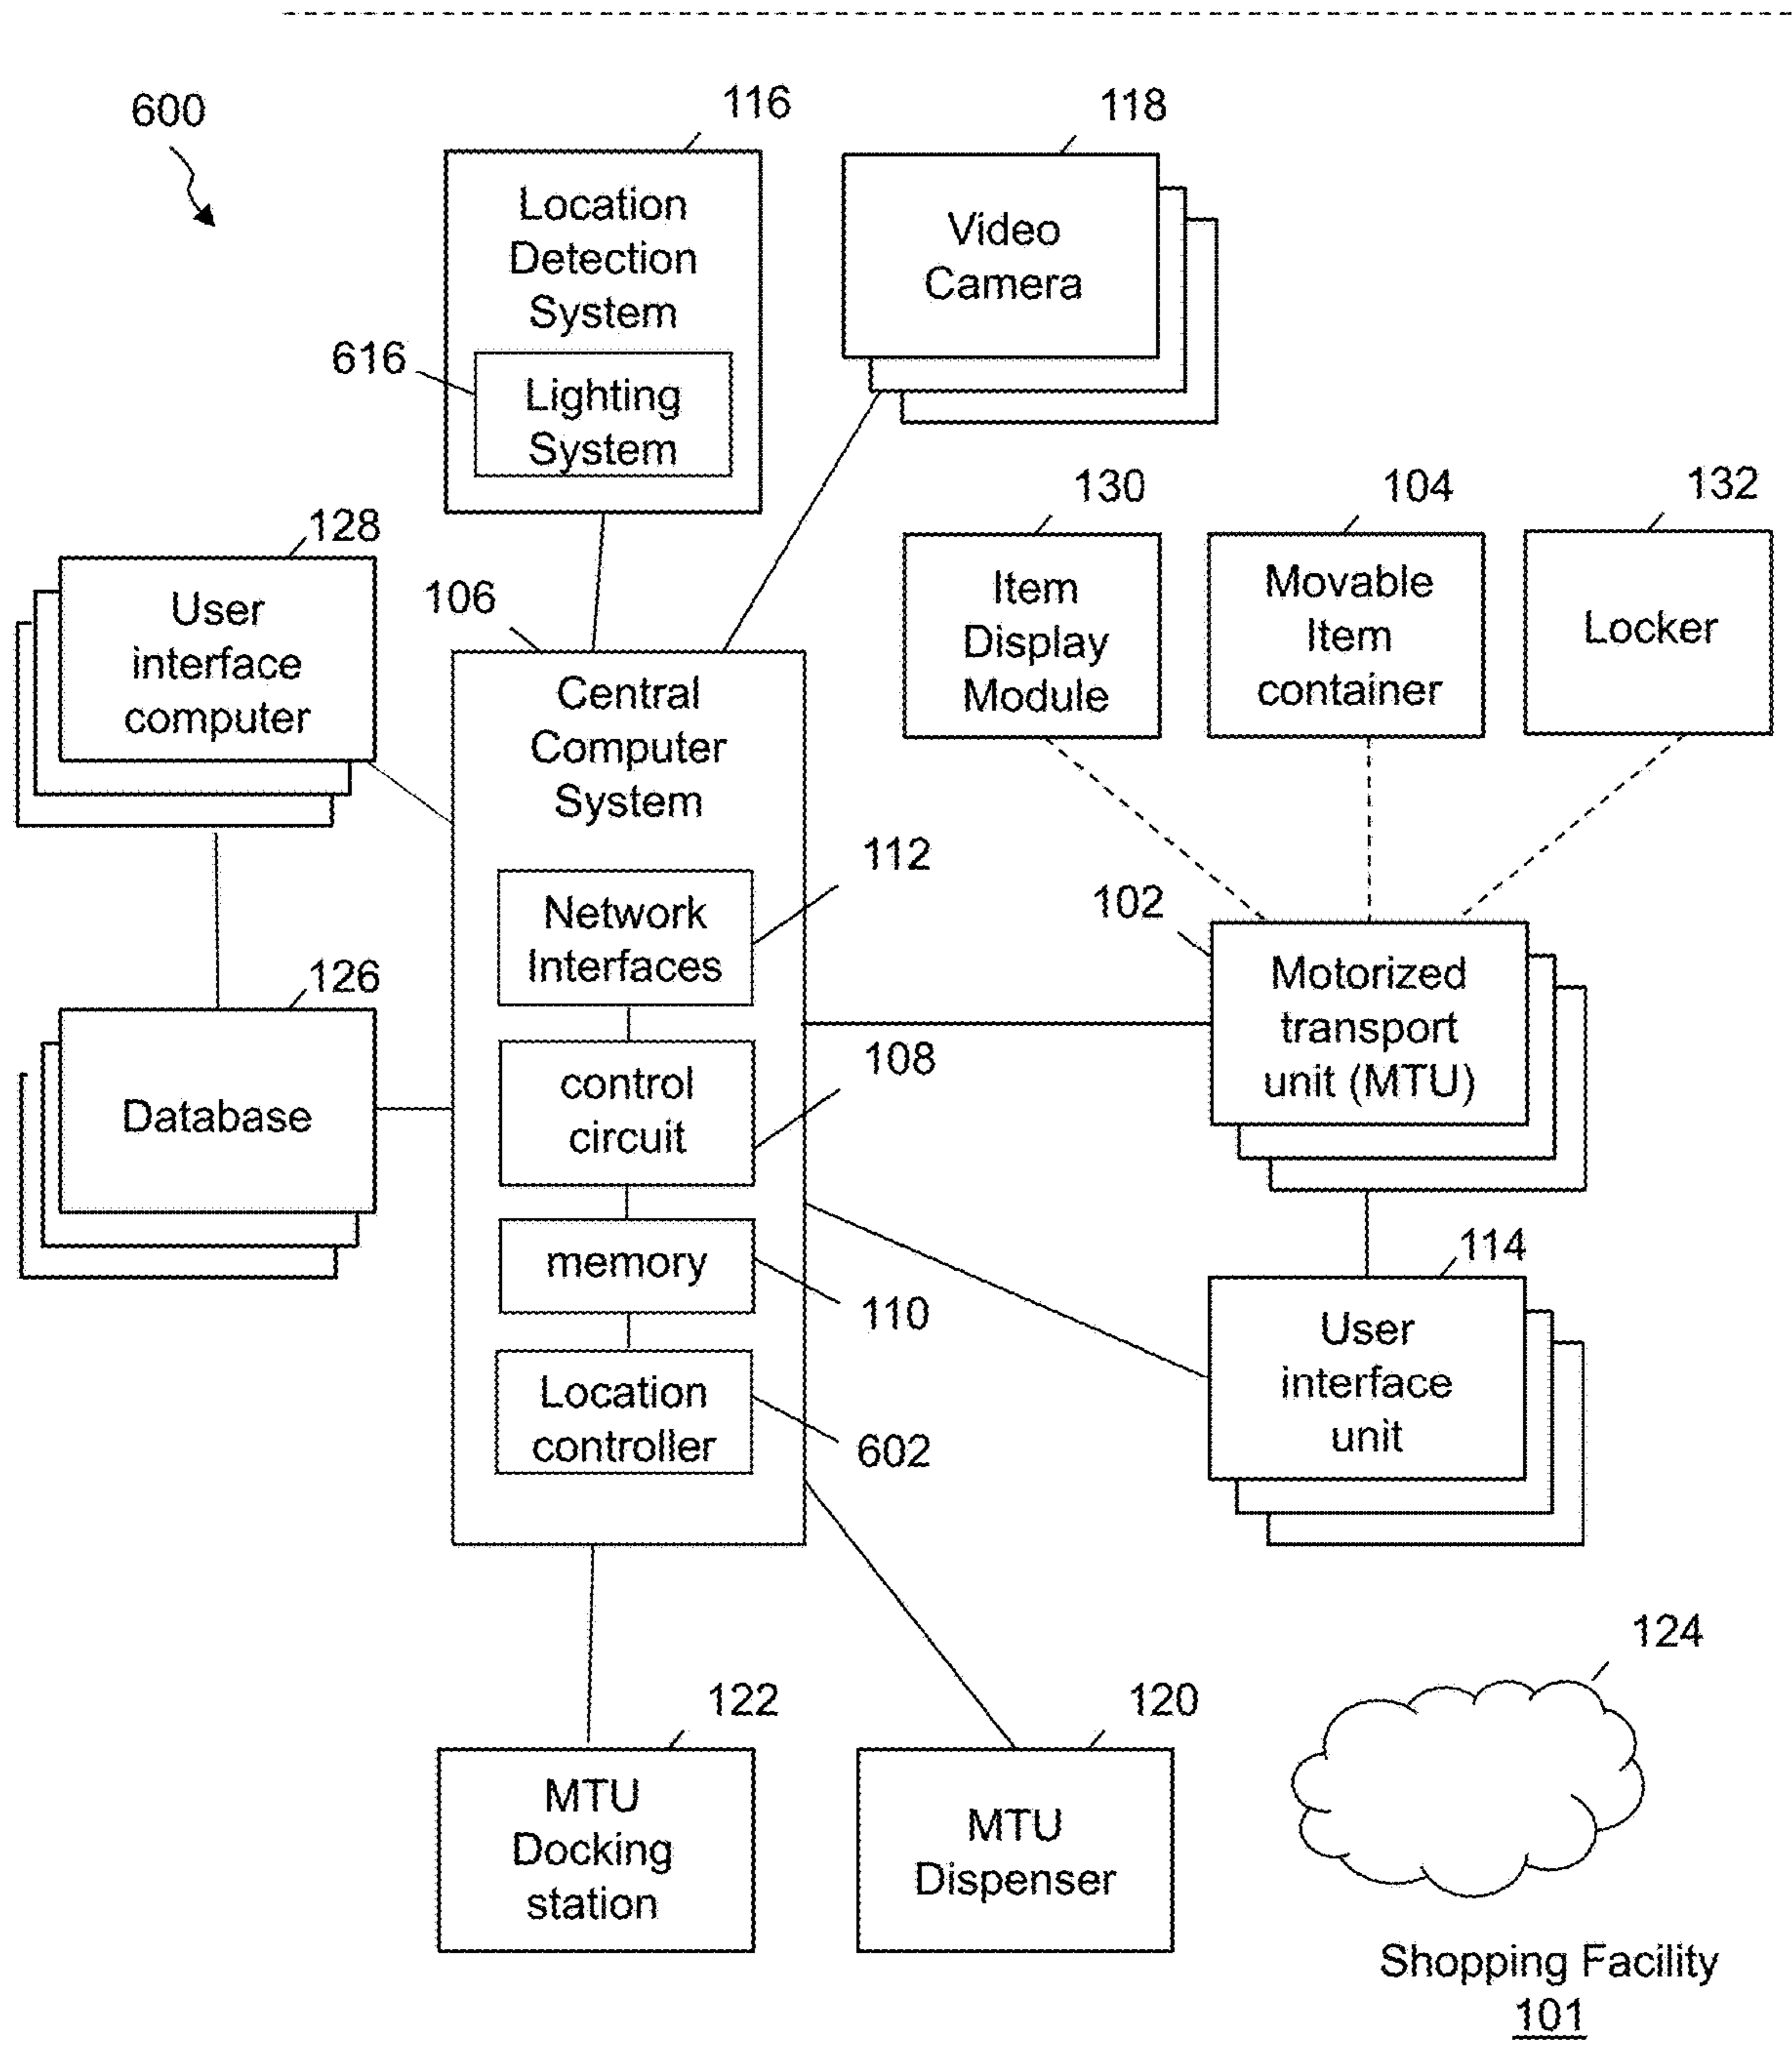 600
116
118
Location
Detection
System
616
Lighting
System
Video
Camera
130
104
132
128
User
interface
computer
106
Item
Display
Module
Movable
Item
container
Locker
Central
Computer
System
112
Network
Interfaces
102
Motorized
transport
unit (MTU)
126
Database
108
control
circuit
memory
110
114
User
interface
unit
Location
controller
602
124
122
120
MTU
Docking
station
MTU
Dispenser
Shopping Facility
101